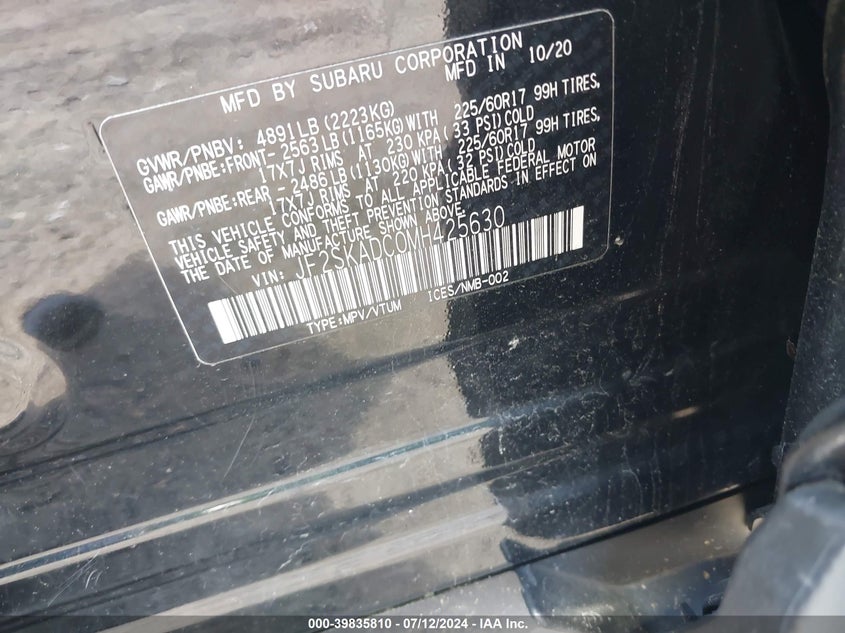 MFD BY SUBARU CORPORATION
MFD IN 10/20
GVWR/PNBV: 4891LB(2223KG)
GAWR/PNBE:FRONT-2563LB(1165KG)WITH 225/60R17 99H TIRES,
17X7J RIMS AT 230 KPA(33 PSI)COLD
GAWR/PNBE:REAR -2486LB(1130KG)WITH 225/60R17 99H TIRES,
17X7J RIMS AT 220 KPA(32 PSI)COLD
THIS VEHICLE CONFORMS TO ALL APPLICABLE FEDERAL MOTOR
VEHICLE SAFETY AND THEFT PREVENTION STANDARDS IN EFFECT ON
THE DATE OF MANUFACTURE SHOWN ABOVE.
VIN: JF2SKADC0MH425630
TYPE:MPV/VTUM ICES/NMB-002
000-39835810 - 07/12/2024 - IAA Inc.